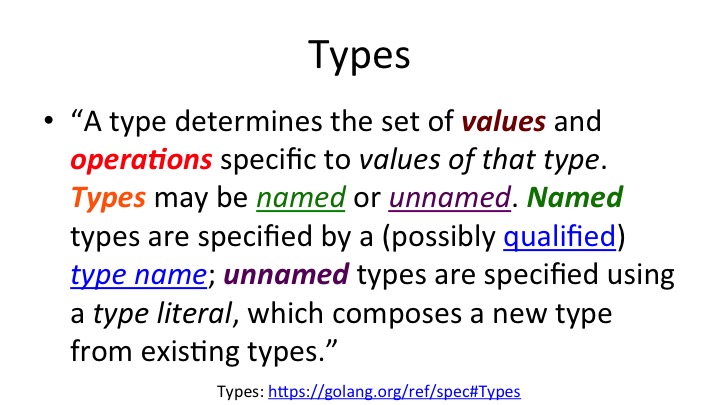 Types
• “A type determines the set of values and
operations specific to values of that type.
Types may be named or unnamed. Named
types are specified by a (possibly qualified)
type name; unnamed types are specified using
a type literal, which composes a new type
from existing types.”
Types: https://golang.org/ref/spec#Types